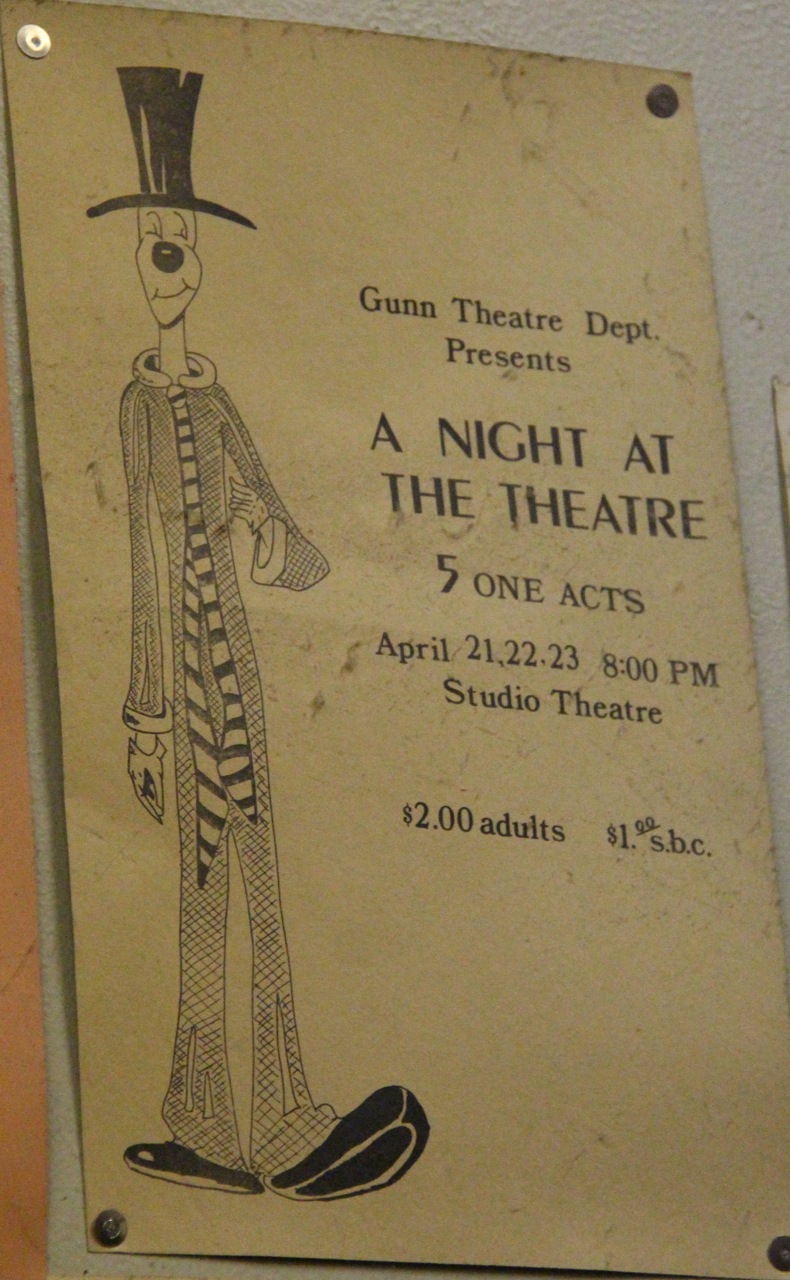 Gunn Theatre Dept.
Presents
A NIGHT AT
THE THEATRE
5 ONE ACTS
April 21,22.23 8:00 PM
Studio Theatre
$2.00 adults $1.00 s.b.c.